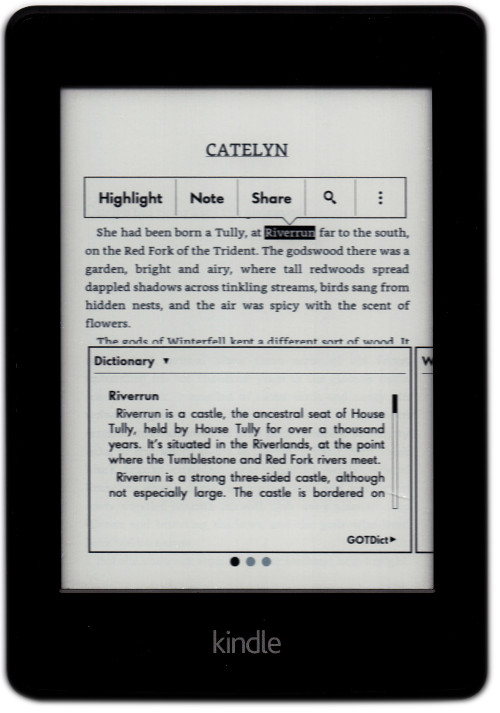 CATELYN
Highlight Note Share
She had been born a Tully, at Riverrun far to the south,
on the Red Fork of the Trident. The godswood there was a
garden, bright and airy, where tall redwoods spread
dappled shadows across tinkling streams, birds sang from
hidden nests, and the air was spicy with the scent of
flowers.
The gods of Winterfell kept a different sort of wood. It
Dictionary ▼
W
Riverrun
Riverrun is a castle, the ancestral seat of House
Tully, held by House Tully for over a thousand
years. It's situated in the Riverlands, at the point
where the Tumblestone and Red Fork rivers meet.
Riverrun is a strong three-sided castle, although
not especially large. The castle is bordered on
GOTDict▶
kindle